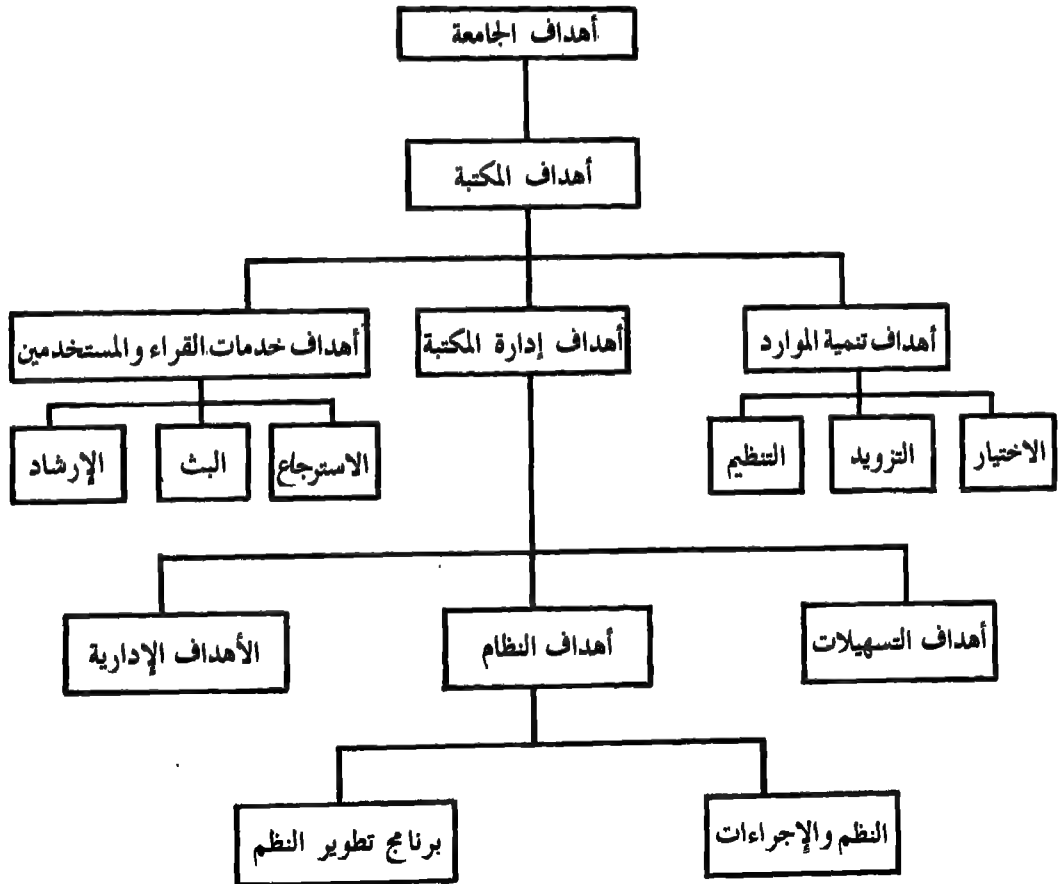 أهداف الجامعة
أهداف المكتبة
أهداف تنمية الموارد
أهداف إدارة المكتبة
أهداف خدمات القراء والمستخدمين
الاختيار
التزويد
التنظيم
الاسترجاع
البث
الإرشاد
أهداف التسهيلات
أهداف النظام
الأهداف الإدارية
النظم والإجراءات
برنامج تطوير النظم